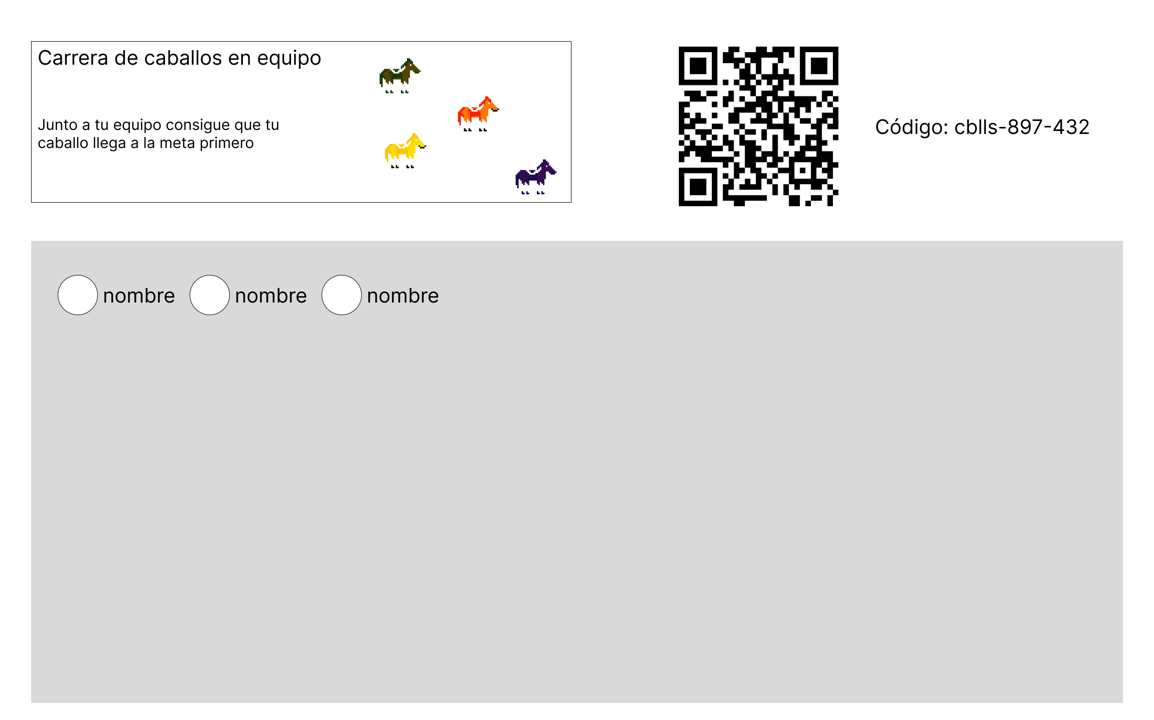 Carrera de caballos en equipo
Junto a tu equipo consigue que tu
caballo llega a la meta primero
Código: cblls-897-432
nombre nombre nombre